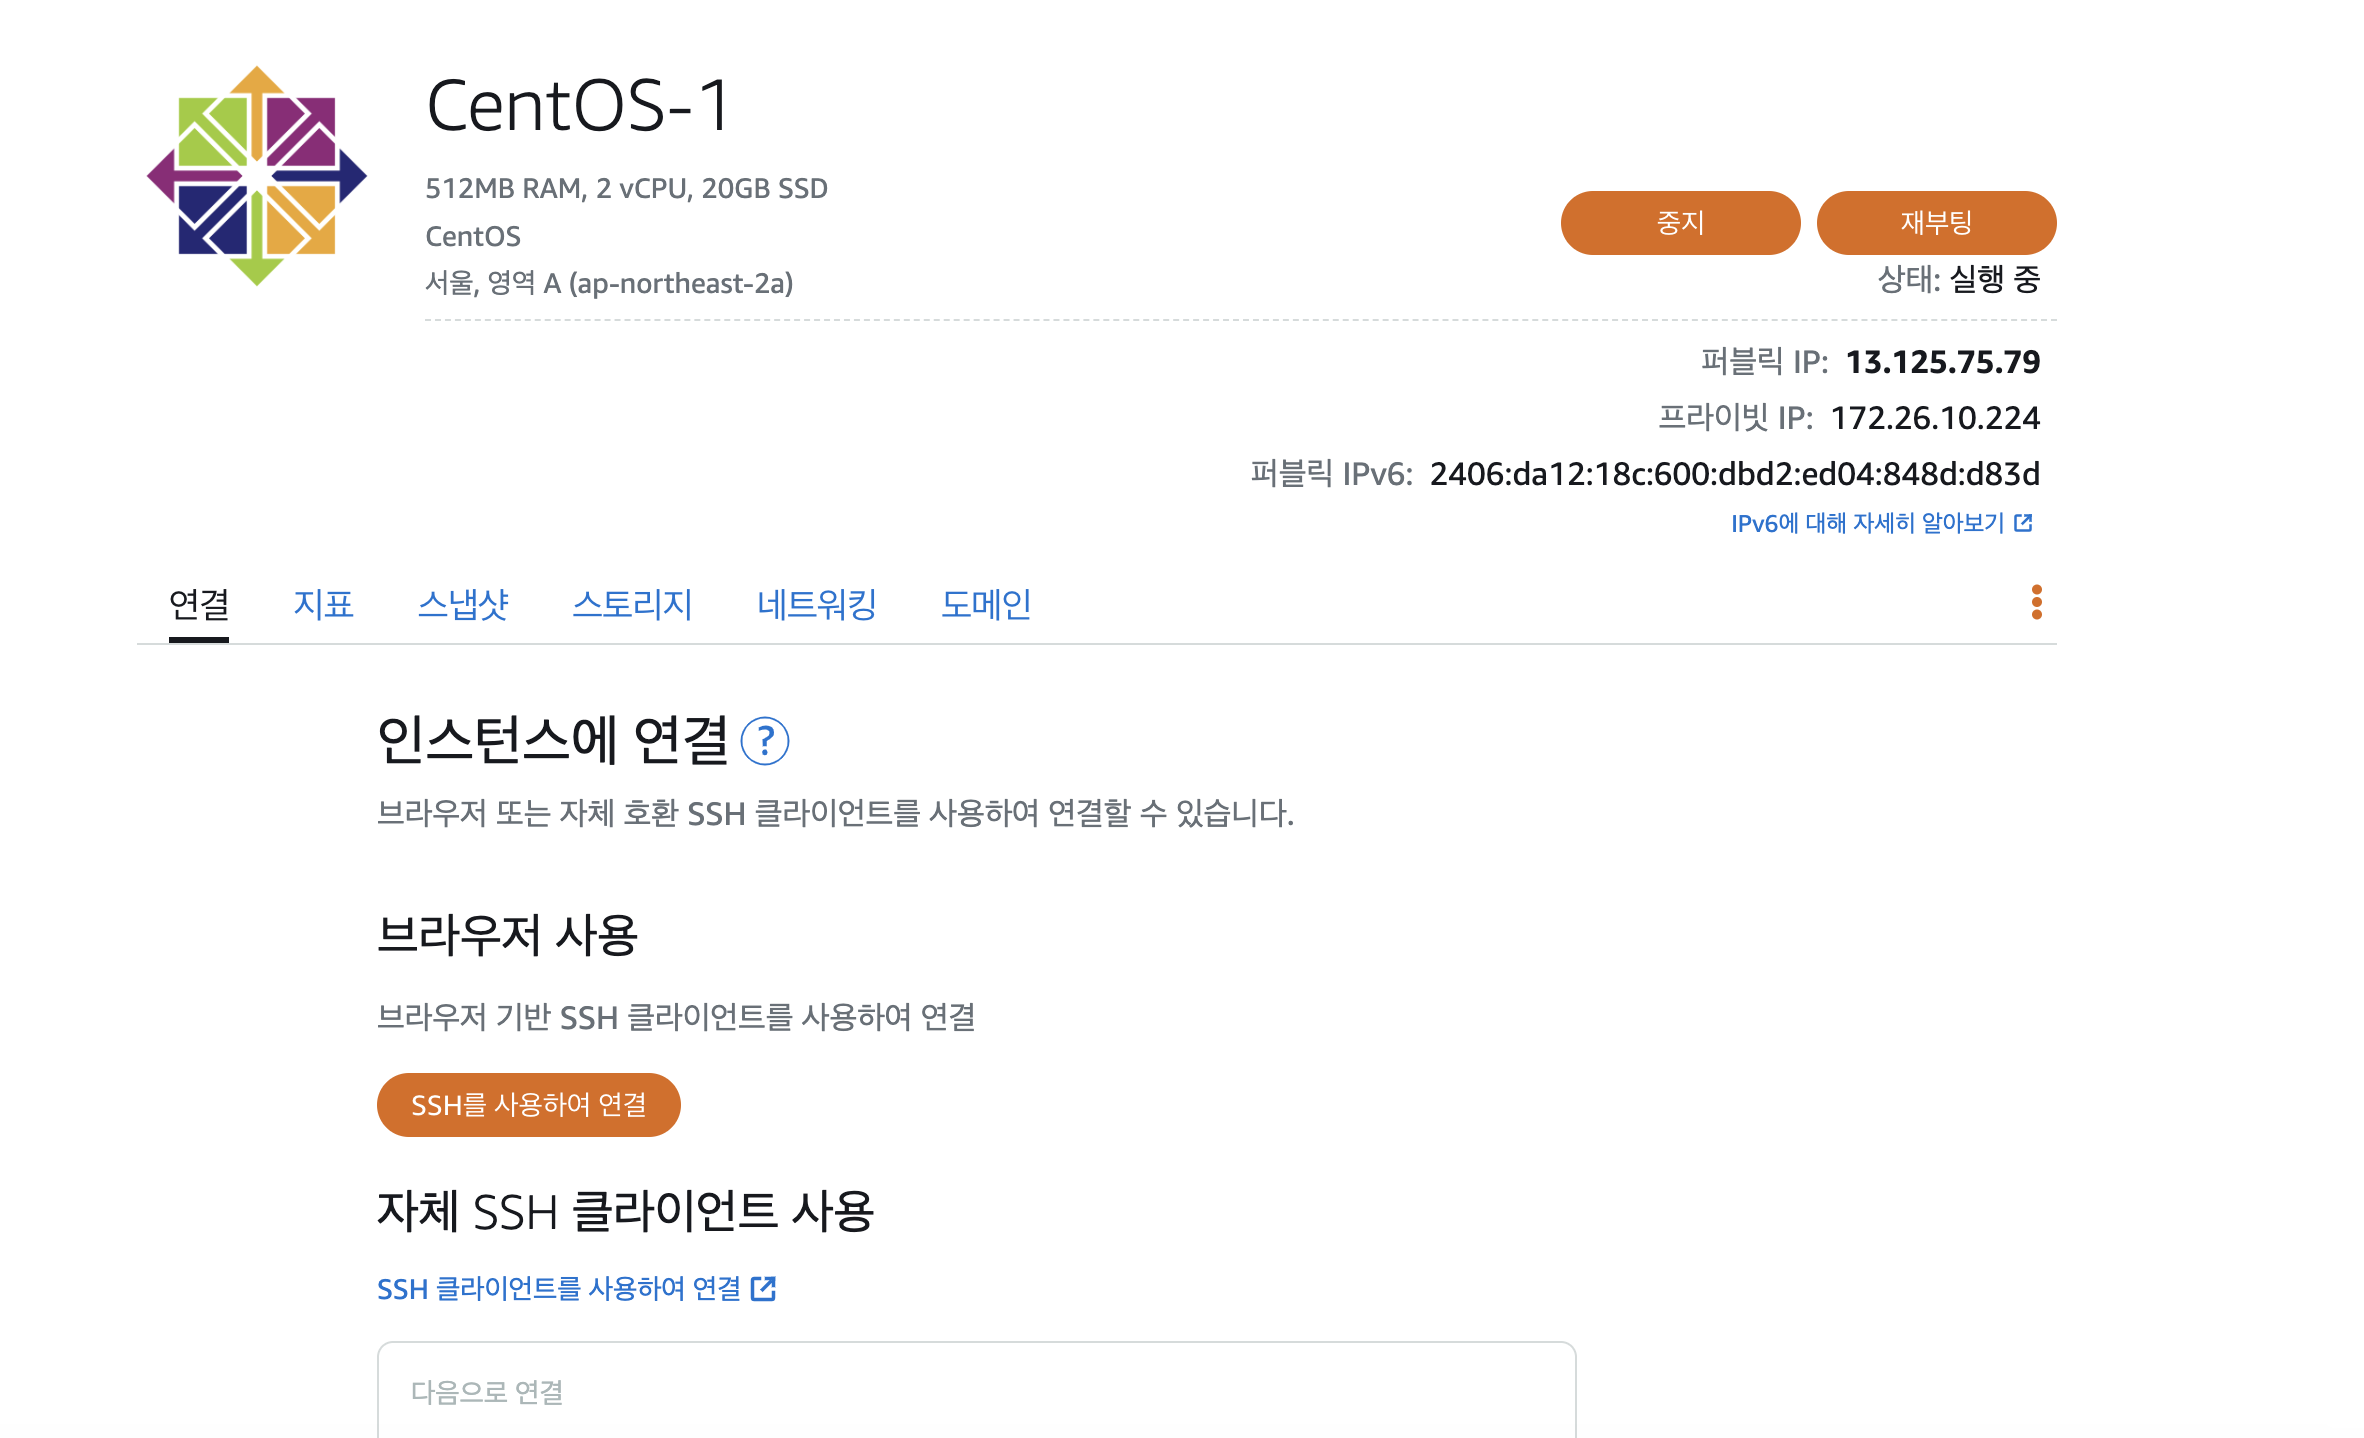 CentOS-1
512MB RAM, 2 vCPU, 20GB SSD
CentOS
서울, 영역 A (ap-northeast-2a)
중지
재부팅
상태: 실행 중
퍼블릭 IP: 13.125.75.79
프라이빗 IP: 172.26.10.224
퍼블릭 IPv6: 2406:da12:18c:600:dbd2:ed04:848d:d83d
IPv6에 대해 자세히 알아보기
연결 지표 스냅샷 스토리지 네트워킹 도메인
인스턴스에 연결 ?
브라우저 또는 자체 호환 SSH 클라이언트를 사용하여 연결할 수 있습니다.
브라우저 사용
브라우저 기반 SSH 클라이언트를 사용하여 연결
SSH를 사용하여 연결
자체 SSH 클라이언트 사용
SSH 클라이언트를 사용하여 연결
다음으로 연결